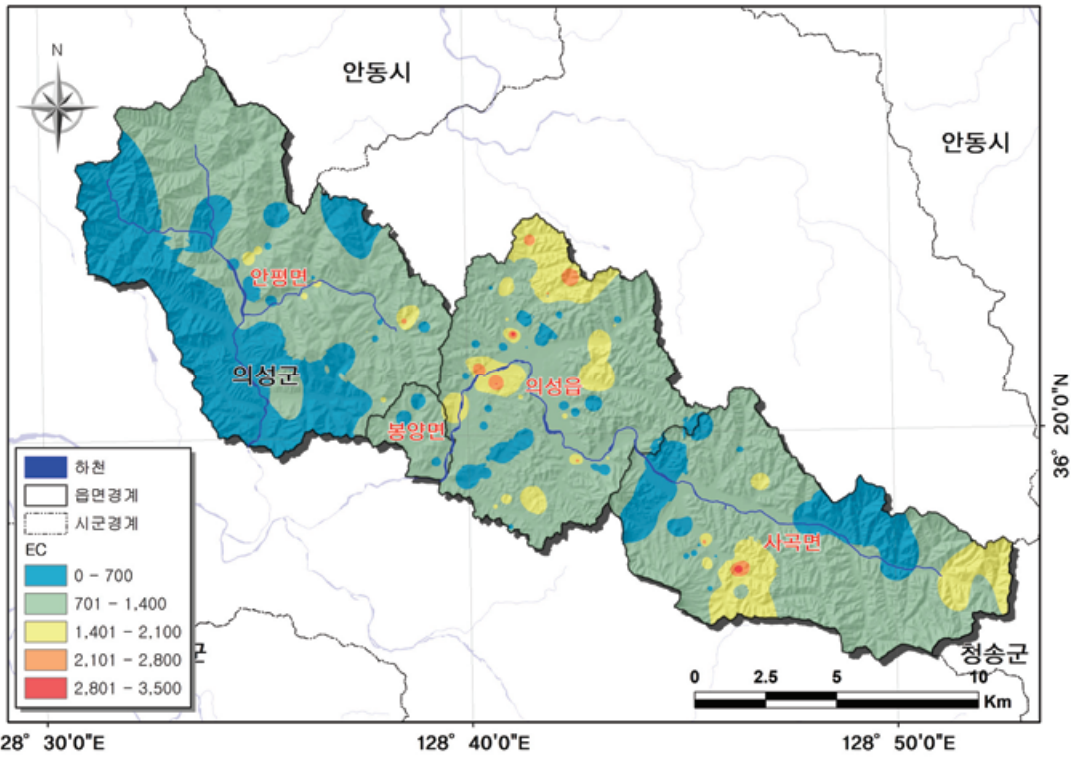 N
안동시
안동시
안평면
의성군
의성읍
봉양면
사곡면
청송군
군
하천
읍면경계
시군경계
EC
0 - 700
701 - 1,400
1,401 - 2,100
2,101 - 2,800
2,801 - 3,500
0 2.5 5 10
Km
36° 20'0"N
28° 30'0"E
128° 40'0"E
128° 50'0"E